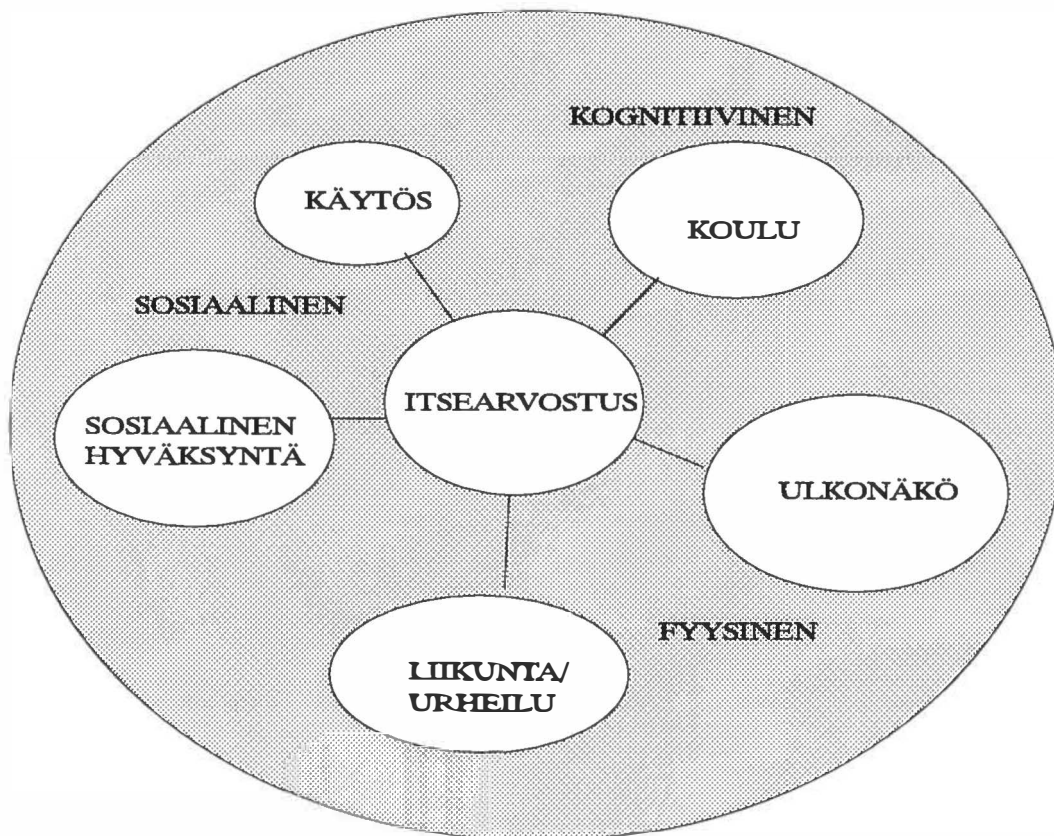 KOGNITIIVINEN
KÄYTÖS
KOULU
SOSIAALINEN
ITSEARVOSTUS
SOSIAALINEN
HYVÄKSYNTÄ
ULKONÄKÖ
FYYSINEN
LIIKUNTA/
URHEILU